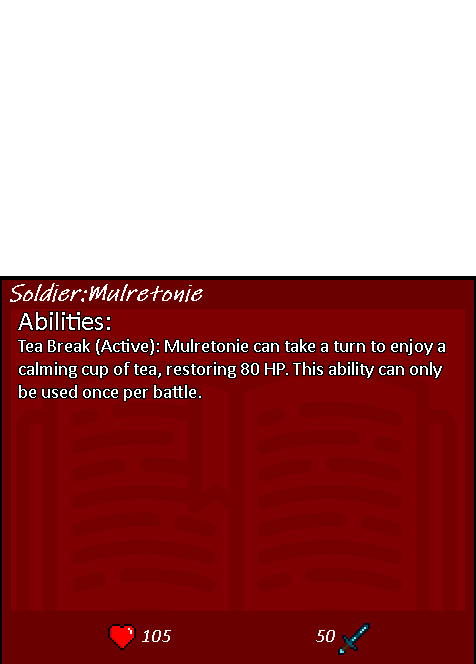 Soldier:Mulretonie
Abilities:
Tea Break (Active): Mulretonie can take a turn to enjoy a
calming cup of tea, restoring 80 HP. This ability can only
be used once per battle.
105
50